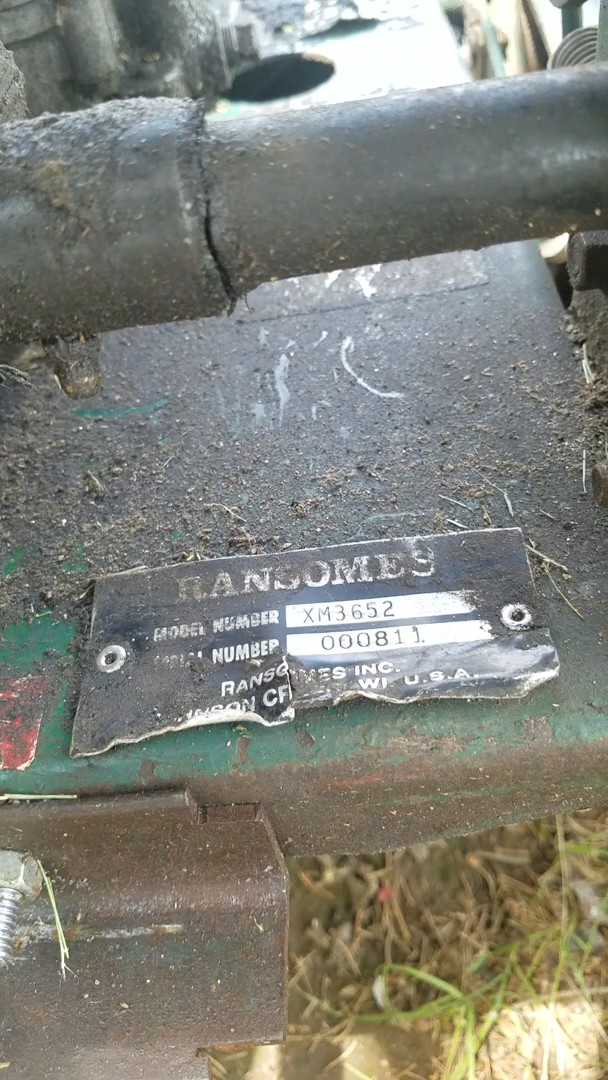 RANSOMES
MODEL NUMBER XM3652
NUMBER 000811
RANSOMES INC.
WI U.S.A.